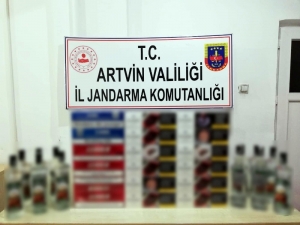 T.C.
ARTVİN VALİLİĞİ
İL JANDARMA KOMUTANLIĞI